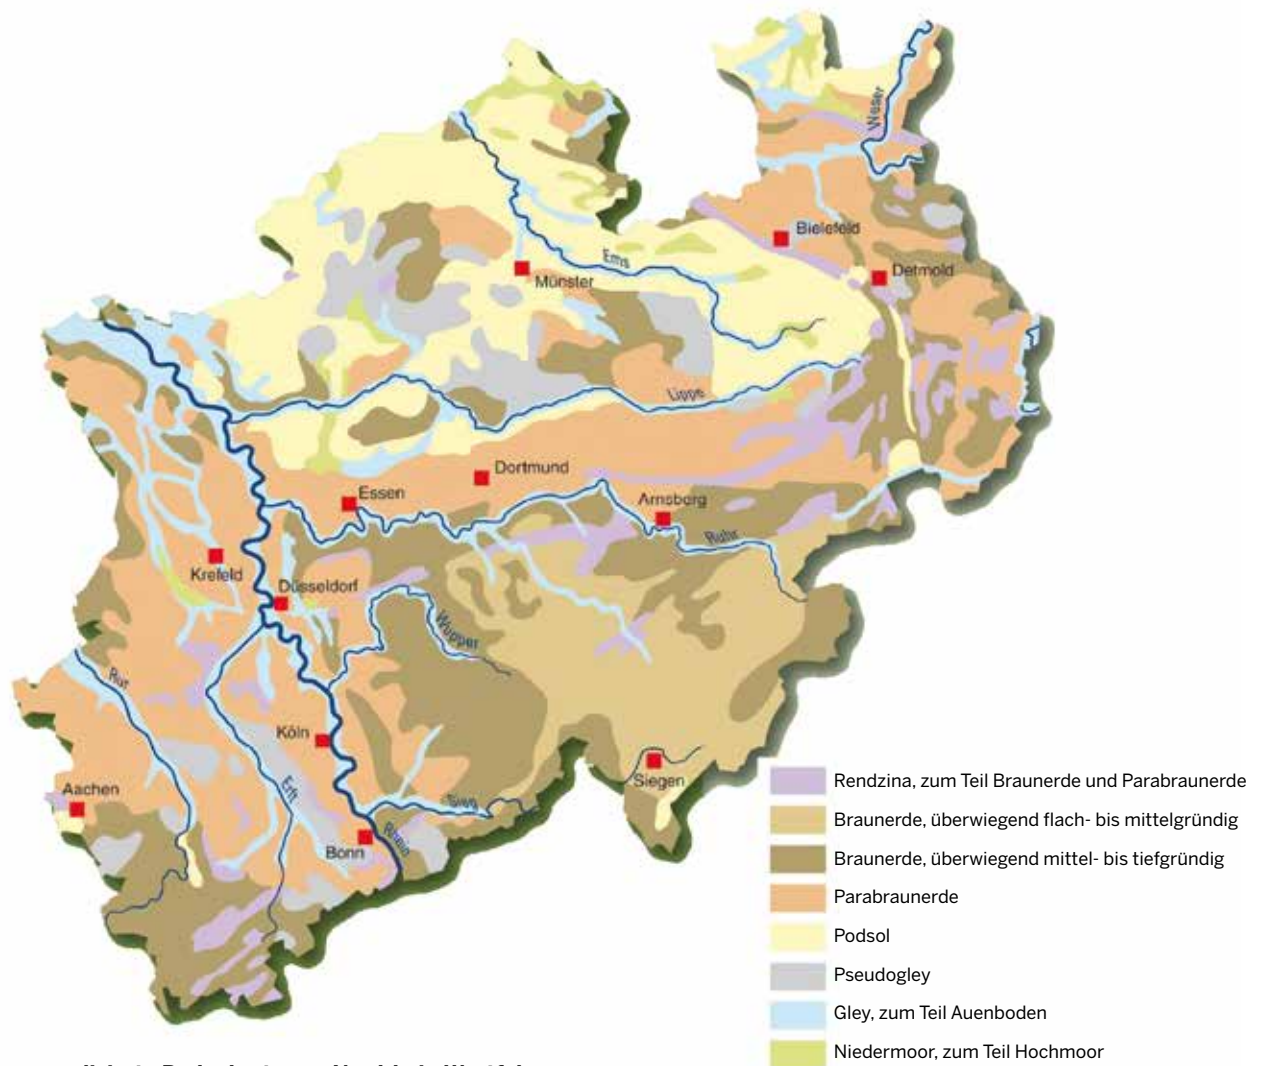 Weser
Bielefeld
Ems
Detmold
Münster
Lippe
Dortmund
Essen
Arnsberg
Ruhr
Krefeld
Düsseldorf
Wupper
Rur
Köln
Siegen
Aachen
Erft
Sieg
Rhein
Bonn
Rendzina, zum Teil Braunerde und Parabraunerde
Braunerde, überwiegend flach- bis mittelgründig
Braunerde, überwiegend mittel- bis tiefgründig
Parabraunerde
Podsol
Pseudogley
Gley, zum Teil Auenboden
Niedermoor, zum Teil Hochmoor